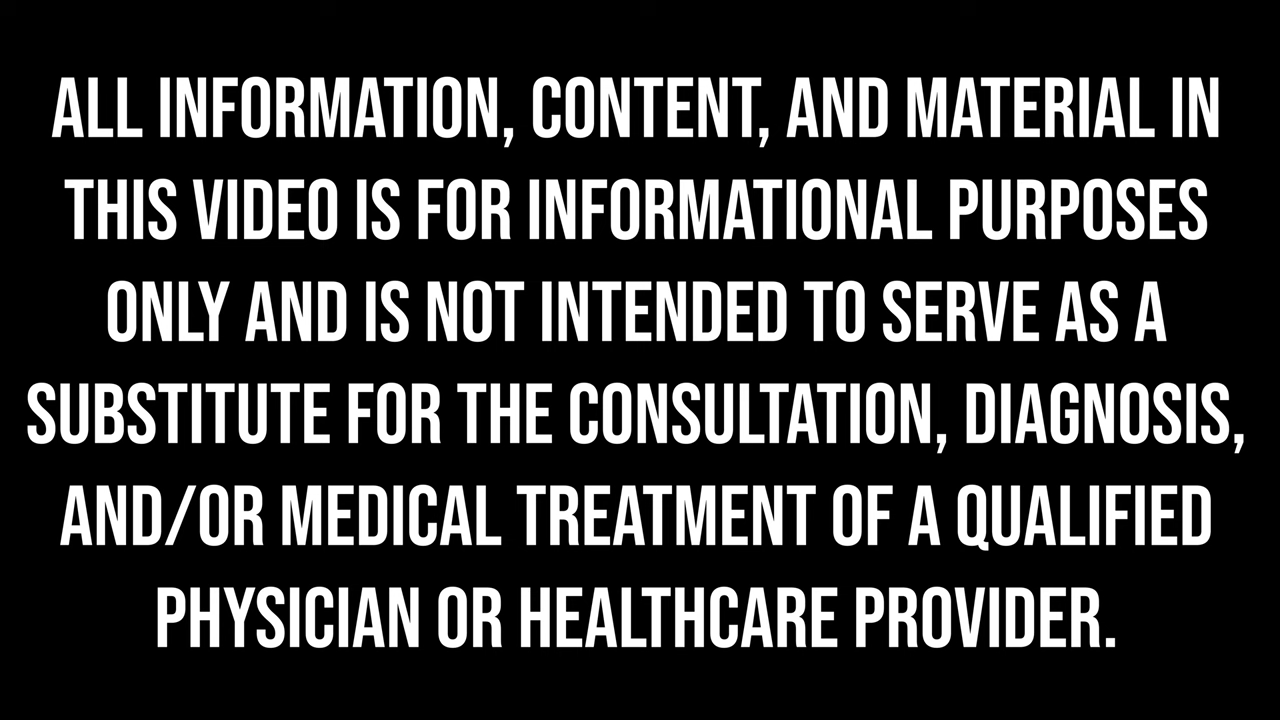 ALL INFORMATION, CONTENT, AND MATERIAL IN
THIS VIDEO IS FOR INFORMATIONAL PURPOSES
ONLY AND IS NOT INTENDED TO SERVE AS A
SUBSTITUTE FOR THE CONSULTATION, DIAGNOSIS,
AND/OR MEDICAL TREATMENT OF A QUALIFIED
PHYSICIAN OR HEALTHCARE PROVIDER.